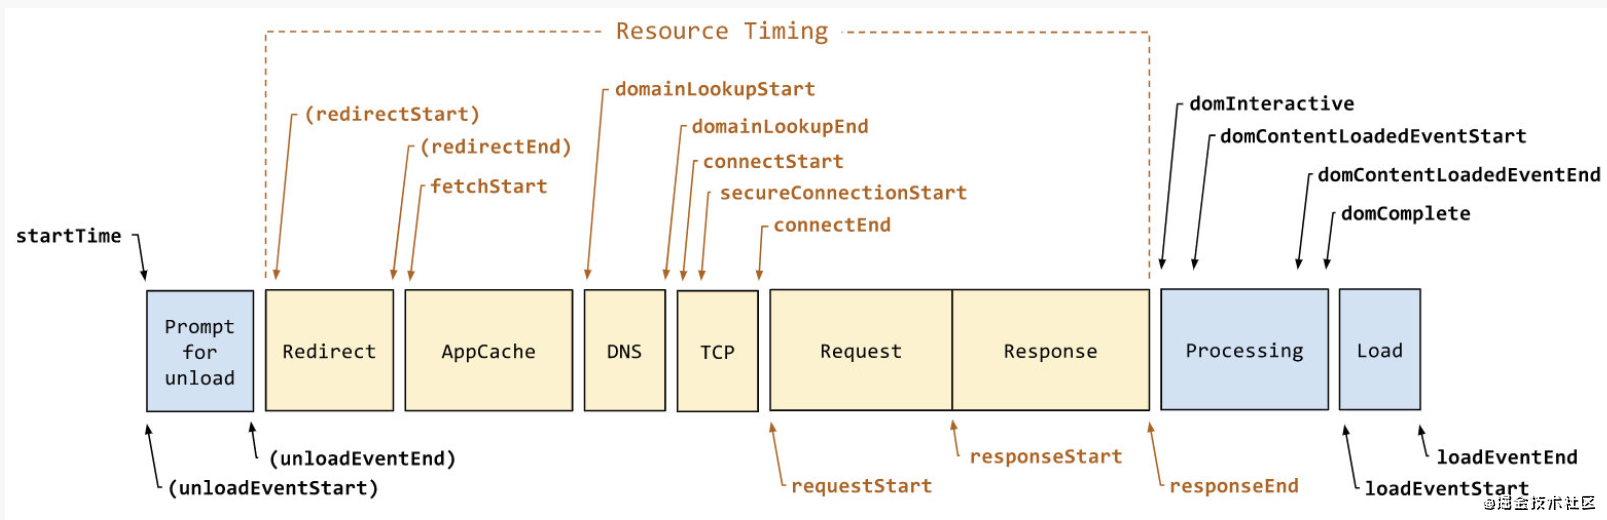 Resource Timing
domainLookupStart
domInteractive
(redirectStart)
domainLookupEnd
domContentLoadedEventStart
(redirectEnd)
connectStart
domContentLoadedEventEnd
fetchStart
secureConnectionStart
domComplete
connectEnd
startTime
Prompt
for
unload
Redirect
AppCache
DNS
TCP
Request
Response
Processing
Load
(unloadEventEnd)
responseStart
loadEventEnd
(unloadEventStart)
requestStart
responseEnd
loadEventStart
@掘金技术社区